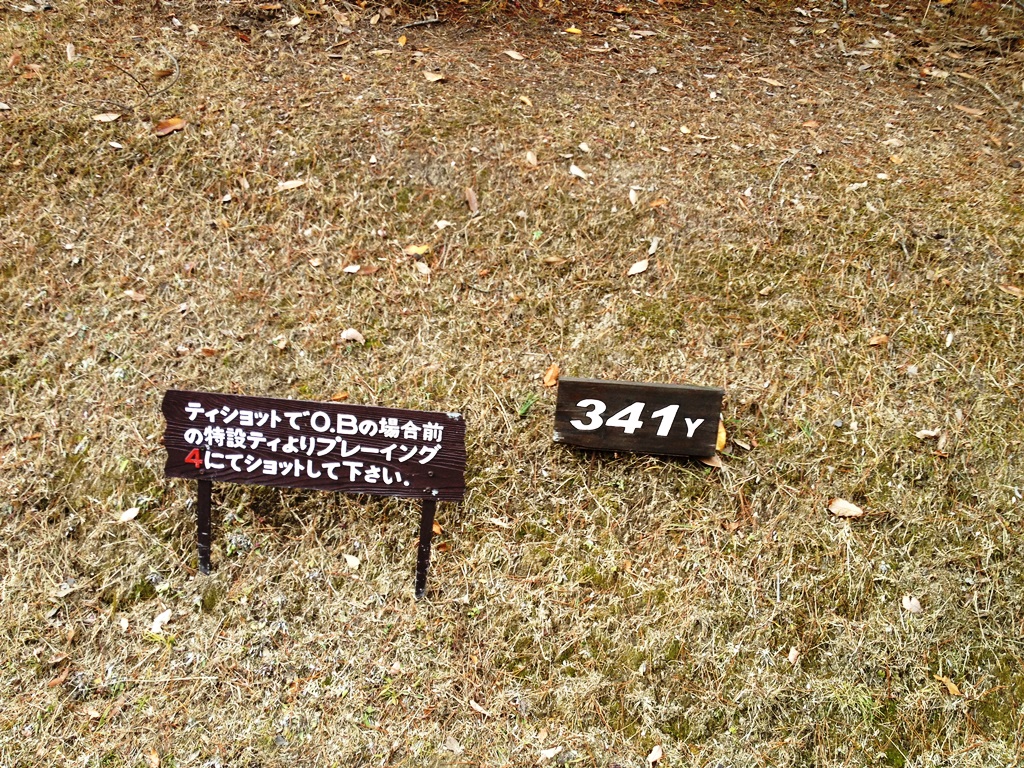 ティショットでO.Bの場合前
の特設ティよりプレーイング
4にてショットして下さい.
341Y